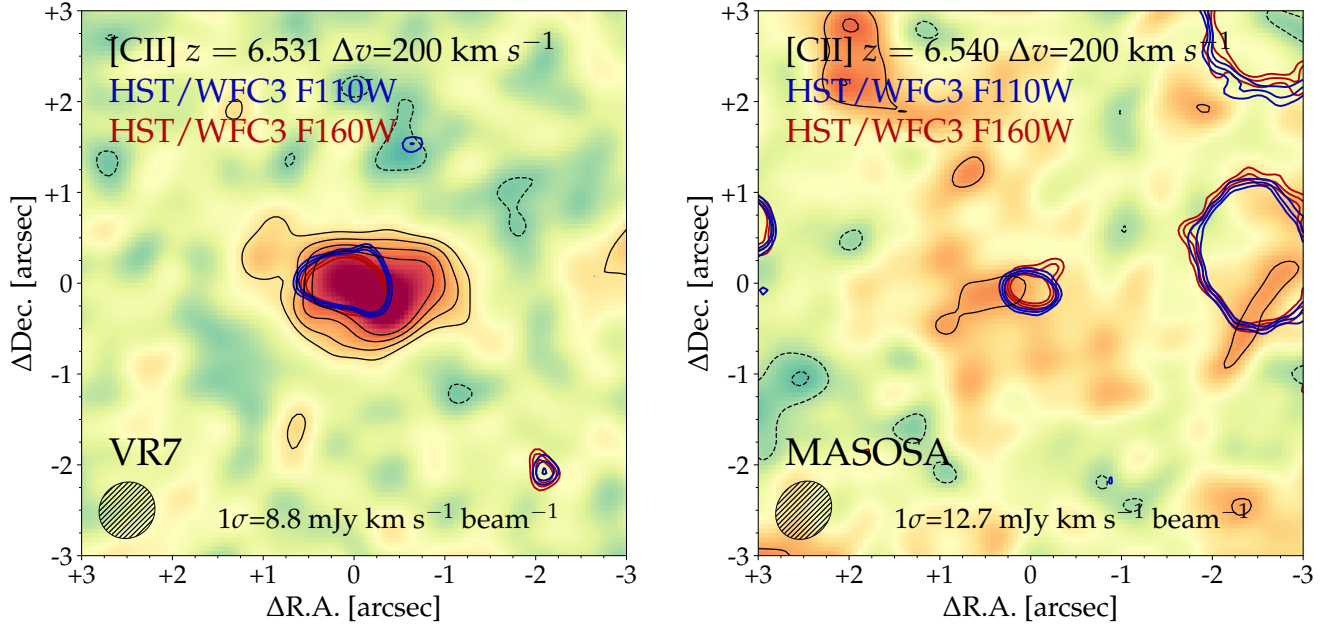 [CII] z = 6.531 Δv=200 km s⁻¹
HST/WFC3 F110W
HST/WFC3 F160W
VR7
1σ=8.8 mJy km s⁻¹ beam⁻¹
+3
+2
+1
0
-1
-2
-3
ΔDec. [arcsec]
+3 +2 +1 0 -1 -2 -3
ΔR.A. [arcsec]
[CII] z = 6.540 Δv=200 km s⁻¹
HST/WFC3 F110W
HST/WFC3 F160W
MASOSA
1σ=12.7 mJy km s⁻¹ beam⁻¹
+3
+2
+1
0
-1
-2
-3
ΔDec. [arcsec]
+3 +2 +1 0 -1 -2 -3
ΔR.A. [arcsec]